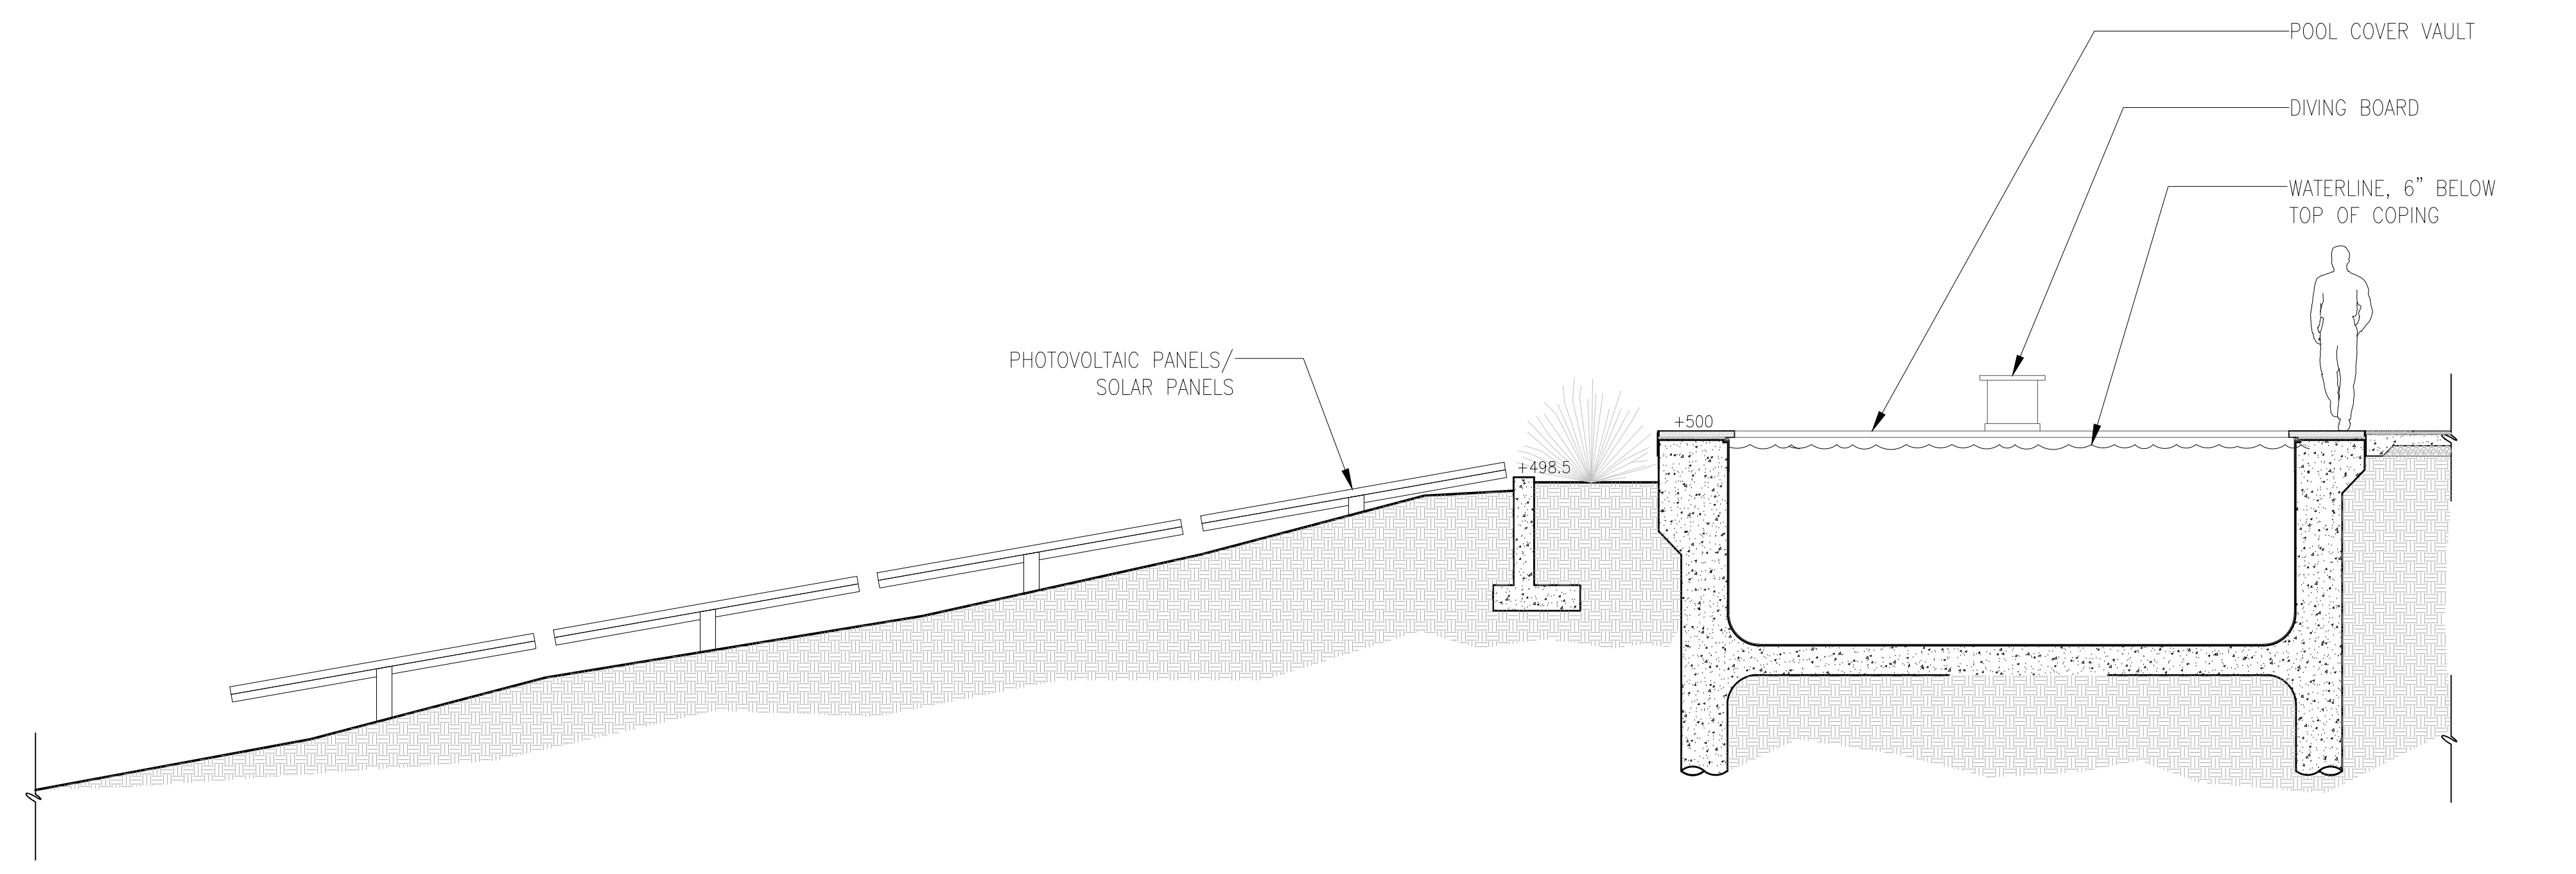 POOL COVER VAULT
DIVING BOARD
WATERLINE, 6” BELOW
TOP OF COPING
PHOTOVOLTAIC PANELS/
SOLAR PANELS
+500
+498.5